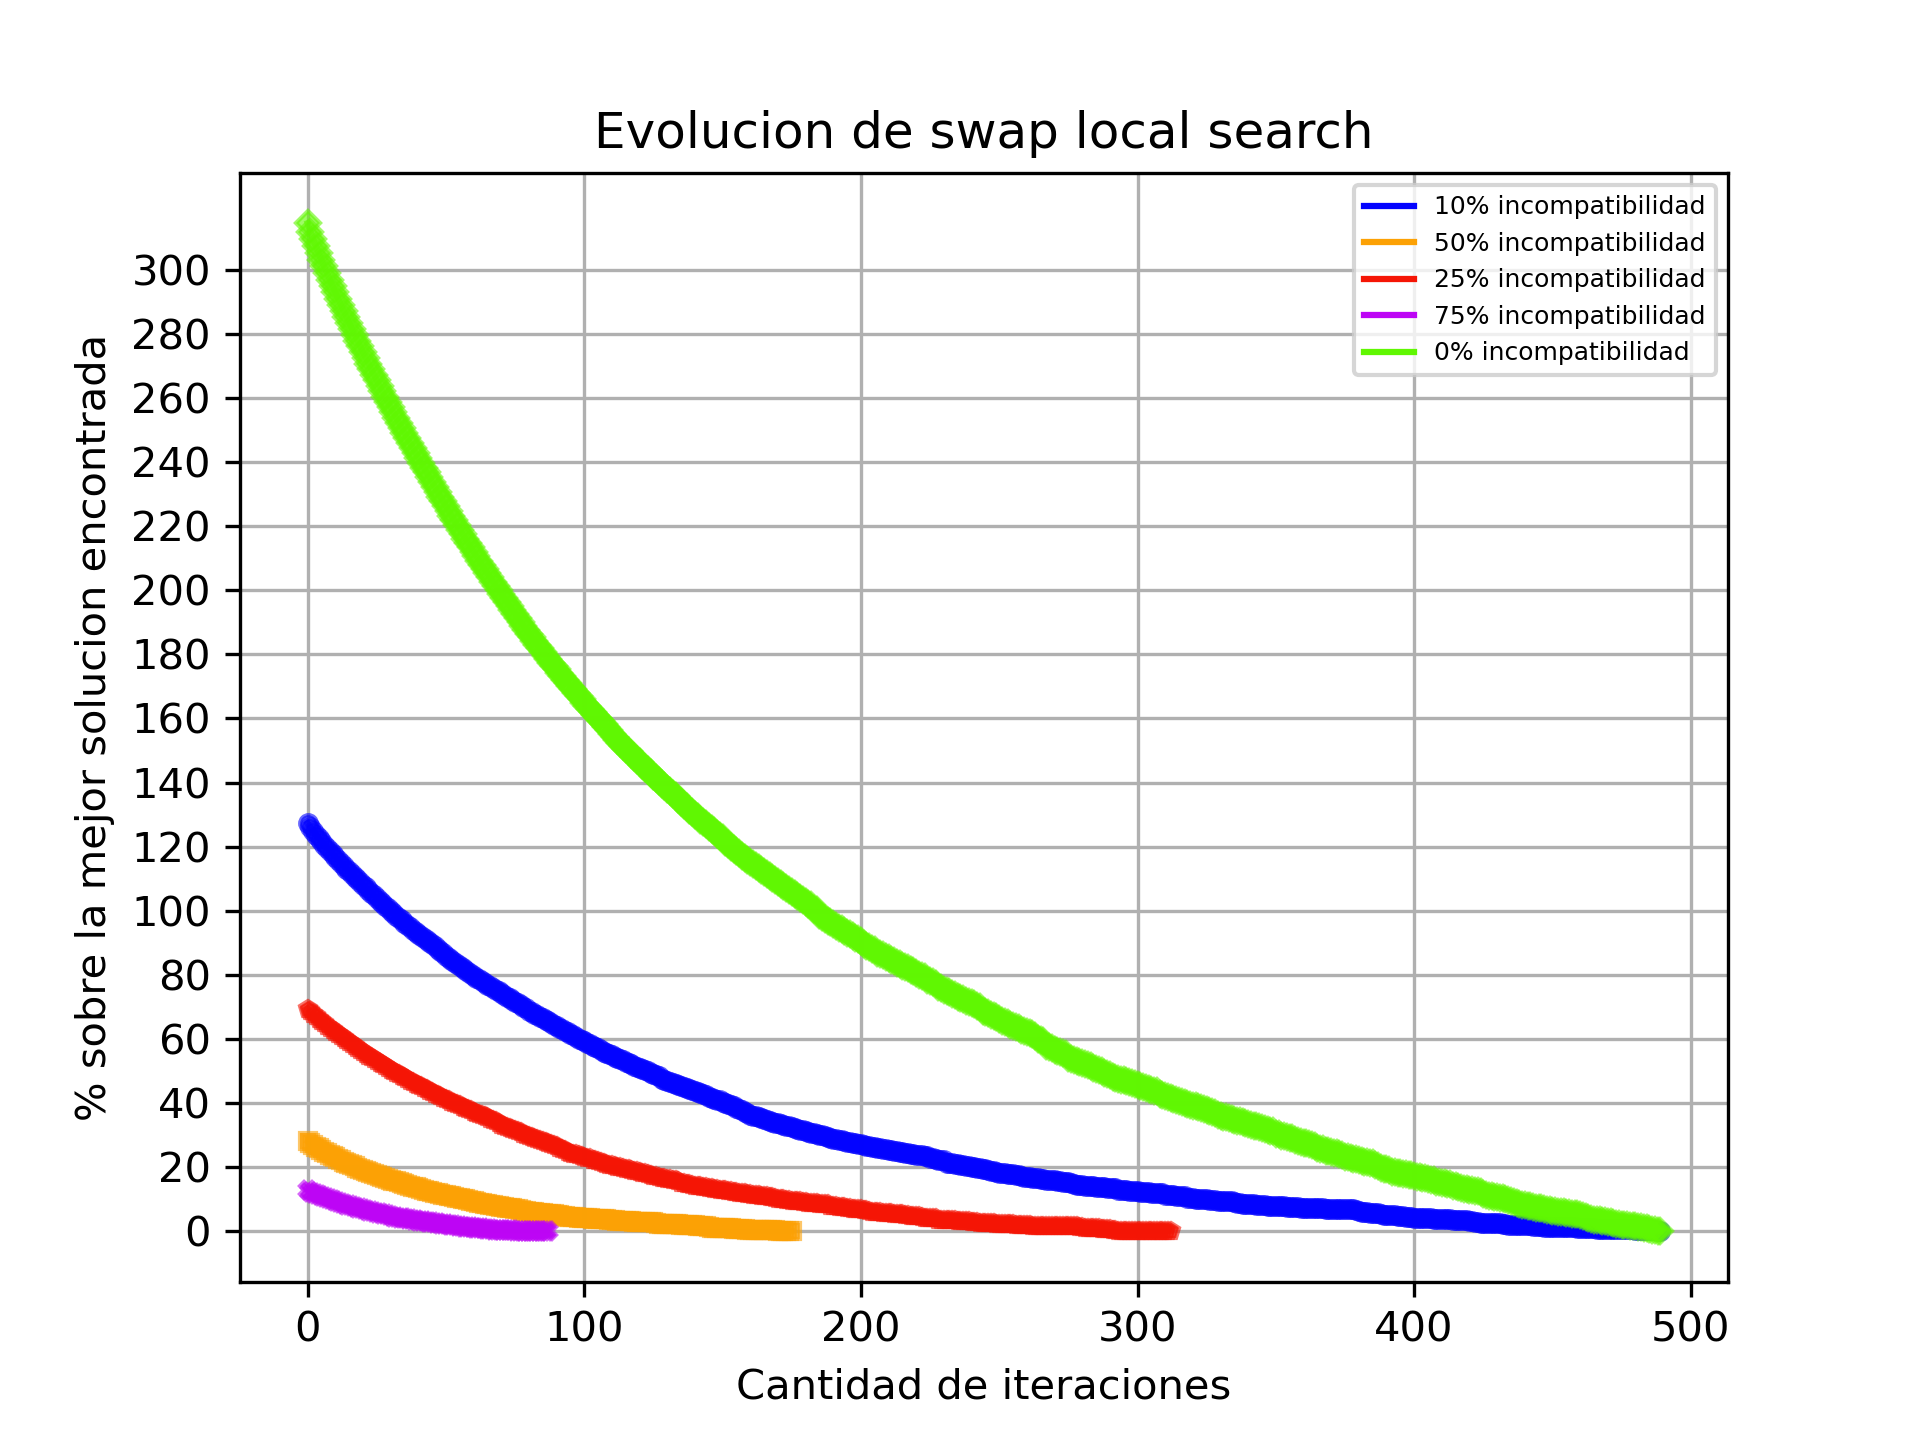 Evolucion de swap local search
10% incompatibilidad
50% incompatibilidad
25% incompatibilidad
75% incompatibilidad
0% incompatibilidad
% sobre la mejor solucion encontrada
300
280
260
240
220
200
180
160
140
120
100
80
60
40
20
0
0 100 200 300 400 500
Cantidad de iteraciones